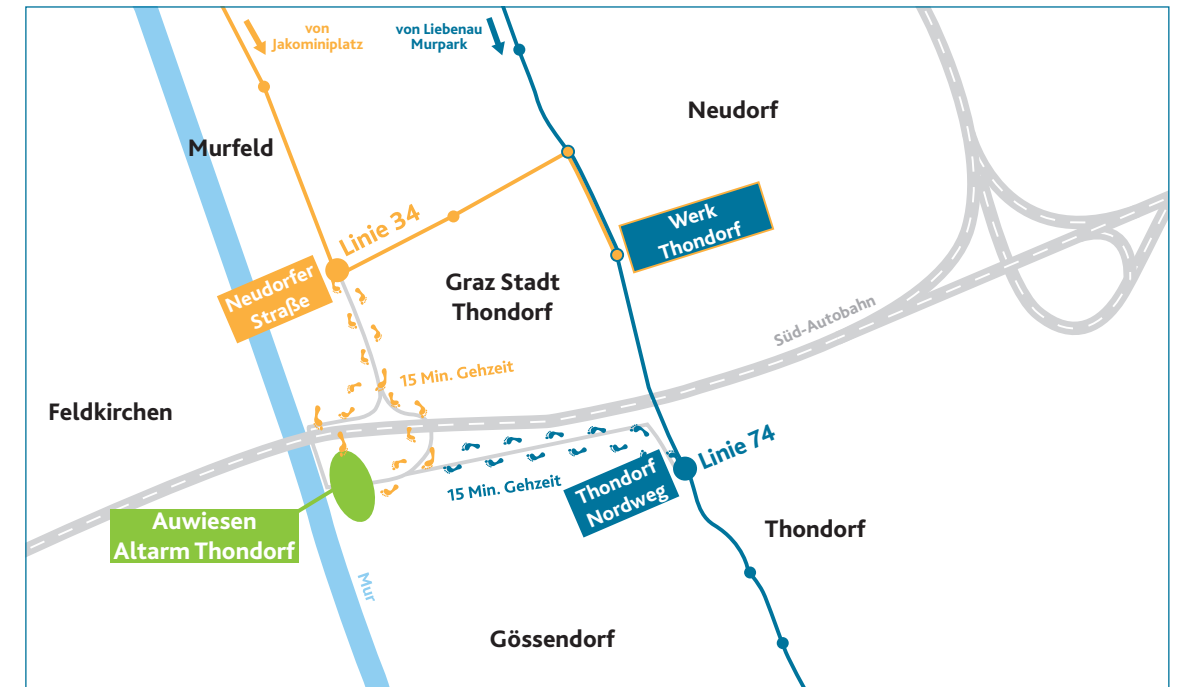 von
Jakominiplatz
von Liebenau
Murpark
Neudorf
Murfeld
Werk
Thondorf
Linie 34
Neudorfer
Straße
Graz Stadt
Thondorf
Süd-Autobahn
15 Min. Gehzeit
Feldkirchen
Linie 74
15 Min. Gehzeit
Thondorf
Nordweg
Auwiesen
Altarm Thondorf
Thondorf
Mur
Gössendorf